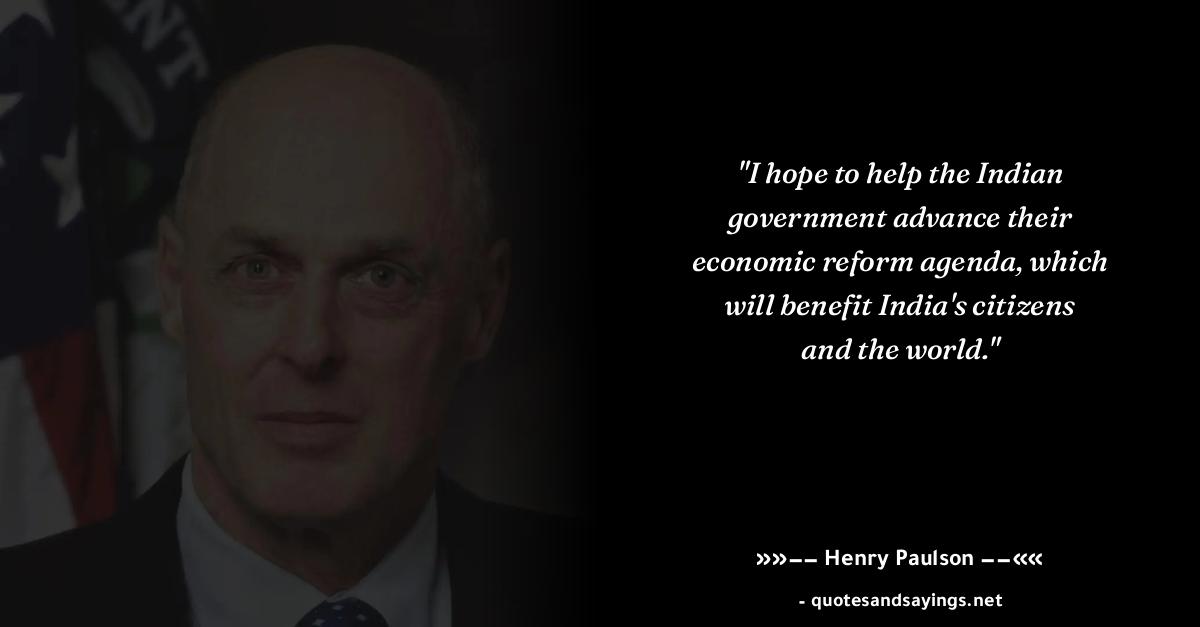 ENT
"I hope to help the Indian
government advance their
economic reform agenda, which
will benefit India's citizens
and the world."
»»−− Henry Paulson −−««
- quotesandsayings.net